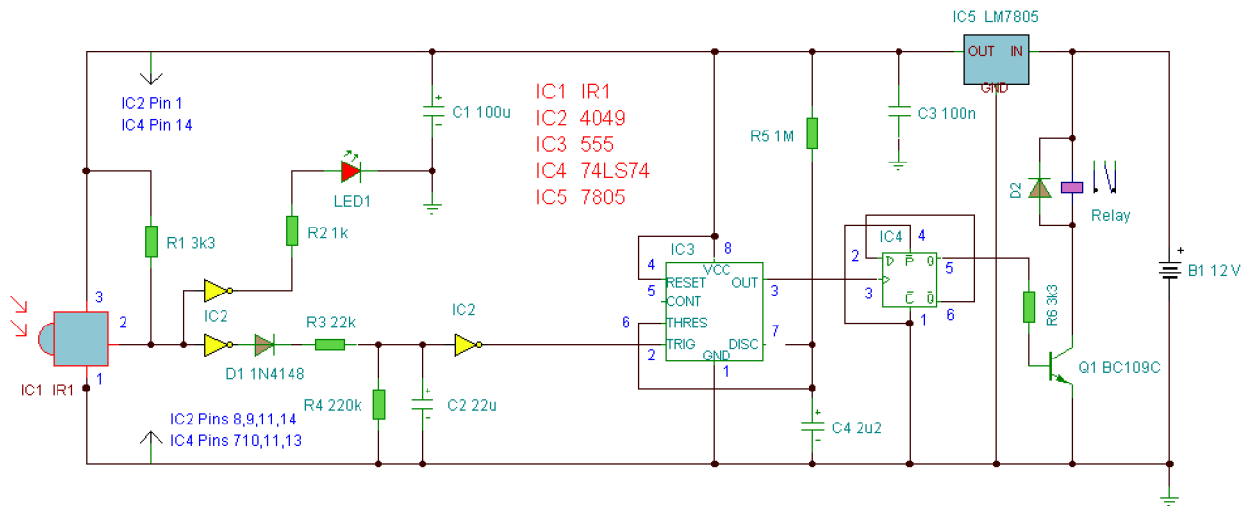 IC5 LM7805
OUT IN
GND
IC2 Pin 1
IC4 Pin 14
C1 100u
IC1 IR1
IC2 4049
IC3 555
IC4 74LS74
IC5 7805
R5 1M
C3 100n
D2
Relay
B1 12 V
+
R1 3k3
R2 1k
LED1
3
2
1
IC1 IR1
IC2
D1 1N4148
R3 22k
IC2
R4 220k
C2 22u
IC2 Pins 8,9,11,14
IC4 Pins 710,11,13
IC3
8
VCC
4
RESET
OUT
3
5
CONT
6
THRES
7
2
TRIG
DISC
GND
1
C4 2u2
IC4
4
2
D P Q
5
3
C Q
6
1
R6 3k3
Q1 BC109C